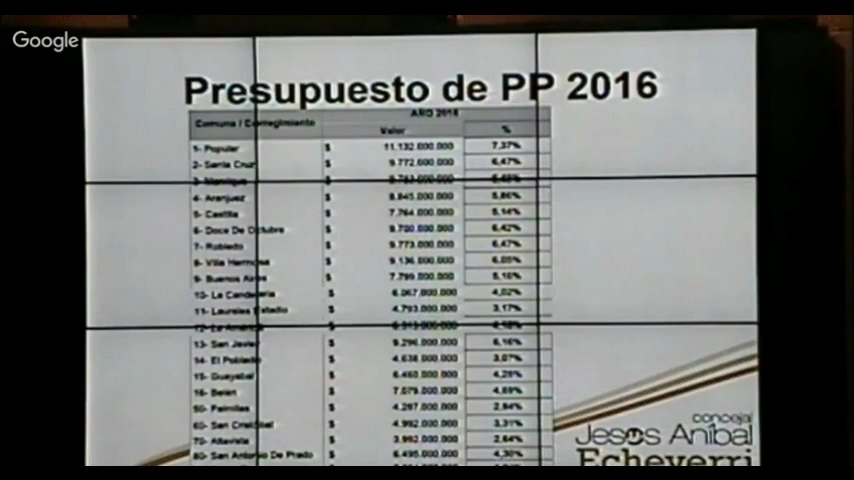 Google
Presupuesto de PP 2016
Comuna / Corregimiento
AÑO 2016
Valor %
1- Popular $ 11.132.000.000 7,37%
2- Santa Cruz $ 9.772.000.000 6,47%
3- Manrique $
4- Aranjuez $ 8.845.000.000 5,86%
5- Castilla $ 7.764.000.000 5,14%
6- Doce De Octubre $ 9.700.000.000 6,42%
7- Robledo $ 9.773.000.000 6,47%
8- Villa Hermosa $ 9.136.000.000 6,05%
9- Buenos Aires $ 7.799.000.000 5,16%
10- La Candelaria $ 6.067.000.000 4,02%
11- Laureles Estadio $ 4.793.000.000 3,17%
12- La América $
13- San Javier $ 9.296.000.000 6,16%
14- El Poblado $ 4.638.000.000 3,07%
15- Guayabal $ 6.460.000.000 4,28%
16- Belén $ 7.079.000.000 4,69%
50- Palmitas $ 4.287.000.000 2,84%
60- San Cristóbal $ 4.992.000.000 3,31%
70- Altavista $ 3.992.000.000 2,64%
80- San Antonio De Prado $ 6.495.000.000 4,30%
concejal
Jesús Aníbal
Echeverri